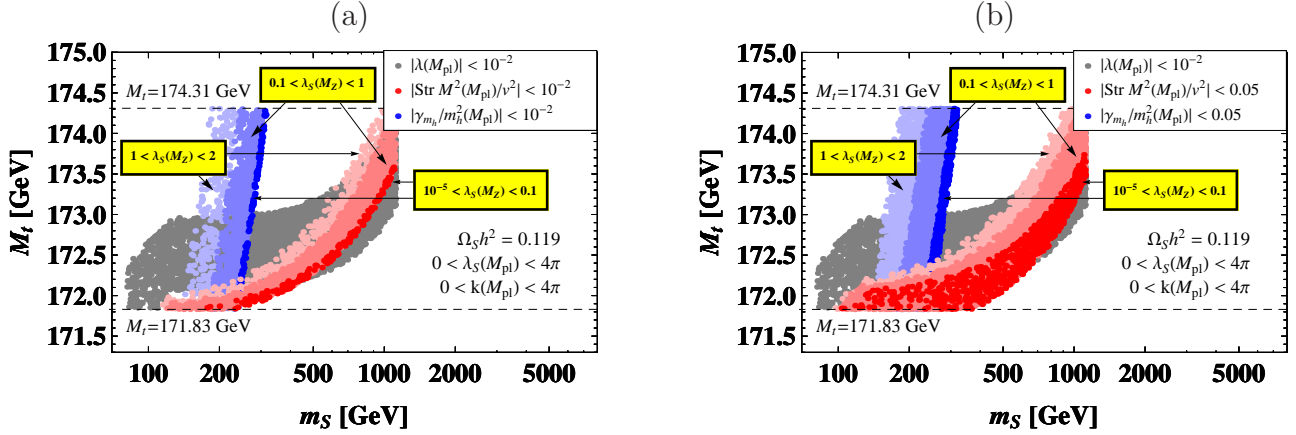 (a)
175.0
174.5
174.0
173.5
173.0
172.5
172.0
171.5
M_t [GeV]
M_t=174.31 GeV
0.1 < λ_S(M_Z) < 1
|λ(M_pl)| < 10^−2
|Str M^2(M_pl)/v^2| < 10^−2
|γ_{m_h}/m_h^2(M_pl)| < 10^−2
1 < λ_S(M_Z) < 2
10^−5 < λ_S(M_Z) < 0.1
Ω_S h^2 = 0.119
0 < λ_S(M_pl) < 4π
0 < k(M_pl) < 4π
M_t=171.83 GeV
100 200 500 1000 2000 5000
m_S [GeV]
(b)
175.0
174.5
174.0
173.5
173.0
172.5
172.0
171.5
M_t [GeV]
M_t=174.31 GeV
0.1 < λ_S(M_Z) < 1
|λ(M_pl)| < 10^−2
|Str M^2(M_pl)/v^2| < 0.05
|γ_{m_h}/m_h^2(M_pl)| < 0.05
1 < λ_S(M_Z) < 2
10^−5 < λ_S(M_Z) < 0.1
Ω_S h^2 = 0.119
0 < λ_S(M_pl) < 4π
0 < k(M_pl) < 4π
M_t=171.83 GeV
100 200 500 1000 2000 5000
m_S [GeV]